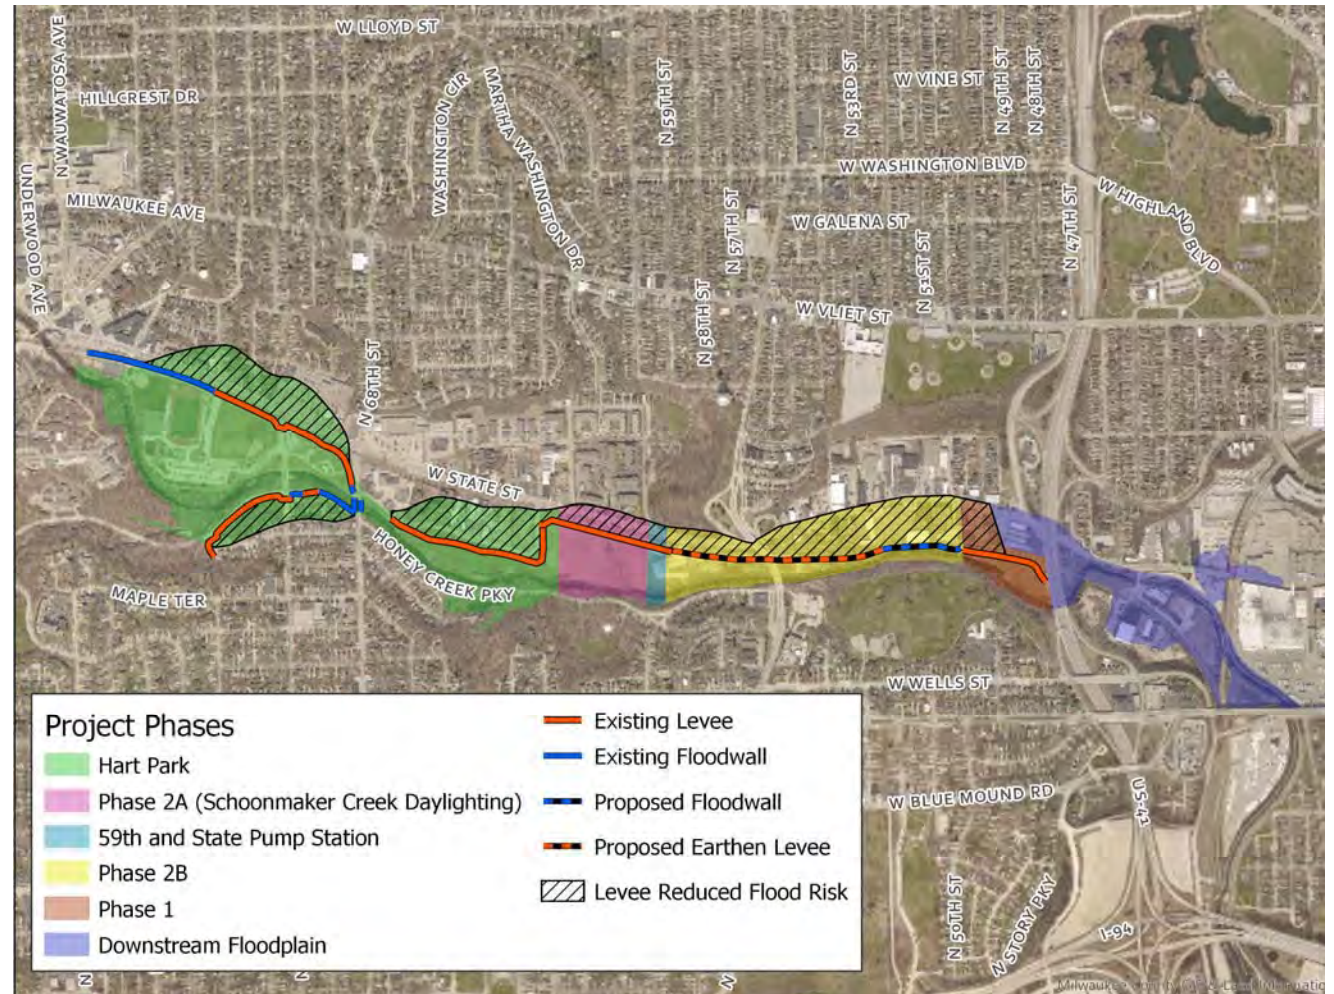 W LLOYD ST
N WAUWATOSA AVE
HILLCREST DR
WASHINGTON CIR
MARTHA WASHINGTON DR
N 59TH ST
N 53RD ST
W VINE ST
N 49TH ST
N 48TH ST
UNDERWOOD AVE
MILWAUKEE AVE
W WASHINGTON BLVD
W HIGHLAND BLVD
N 57TH ST
W GALENA ST
N 47TH ST
51ST ST
N 58TH ST
W VLIET ST
N 68TH ST
W STATE ST
HONEY CREEK PKY
MAPLE TER
W WELLS ST
Project Phases
Hart Park
Phase 2A (Schoonmaker Creek Daylighting)
59th and State Pump Station
Phase 2B
Phase 1
Downstream Floodplain
Existing Levee
Existing Floodwall
Proposed Floodwall
Proposed Earthen Levee
Levee Reduced Flood Risk
W BLUE MOUND RD
N 50TH ST
N STORY PKY
I-94
N
N
N